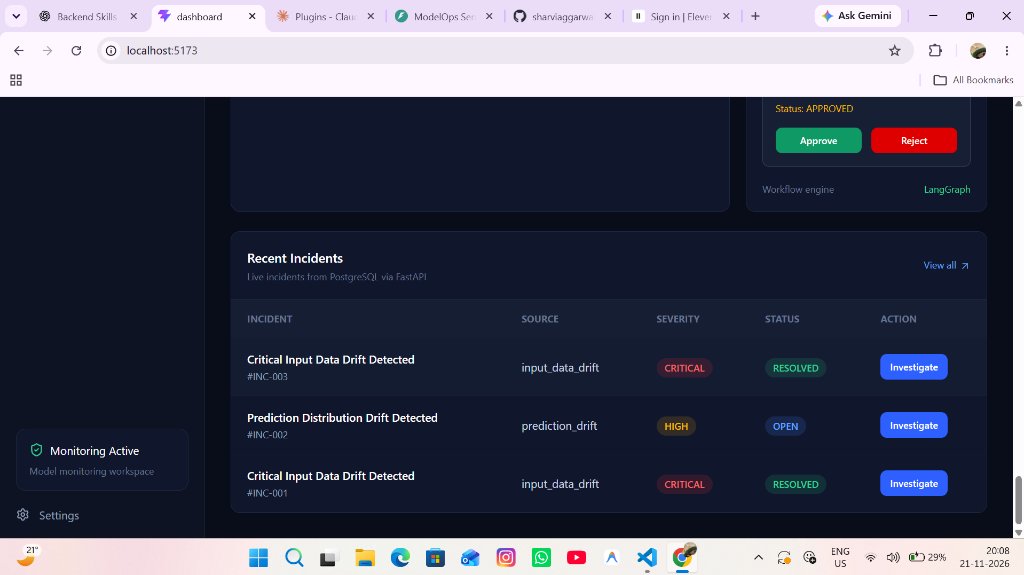 Backend Skills
dashboard
Plugins - Clau
ModelOps Sen
sharviaggarwa
Sign in | Eleven
Ask Gemini
localhost:5173
All Bookmarks
Status: APPROVED
Approve
Reject
Workflow engine
LangGraph
Recent Incidents
Live incidents from PostgreSQL via FastAPI
View all
INCIDENT SOURCE SEVERITY STATUS ACTION
Critical Input Data Drift Detected
#INC-003
input_data_drift CRITICAL RESOLVED Investigate
Prediction Distribution Drift Detected
#INC-002
prediction_drift HIGH OPEN Investigate
Critical Input Data Drift Detected
#INC-001
input_data_drift CRITICAL RESOLVED Investigate
Monitoring Active
Model monitoring workspace
Settings
21°
ENG
US
29%
20:08
21-11-2026